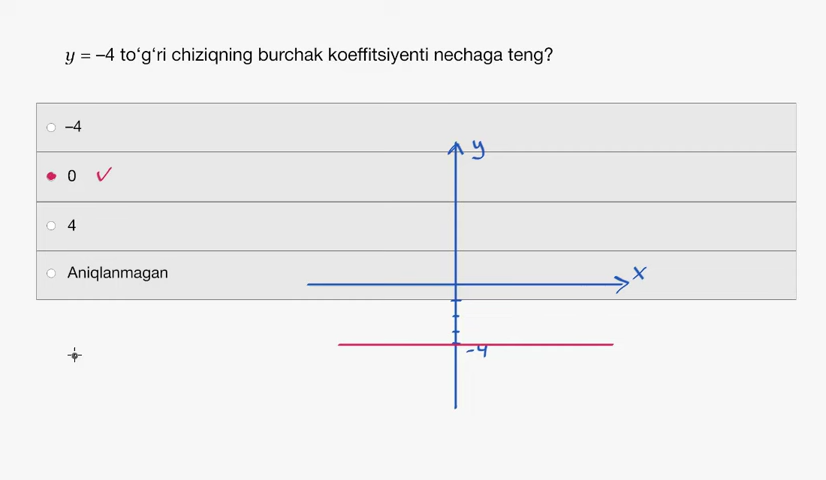 y = –4 to‘g‘ri chiziqning burchak koeffitsiyenti nechaga teng?
–4
y
0
4
Aniqlanmagan
x
-4